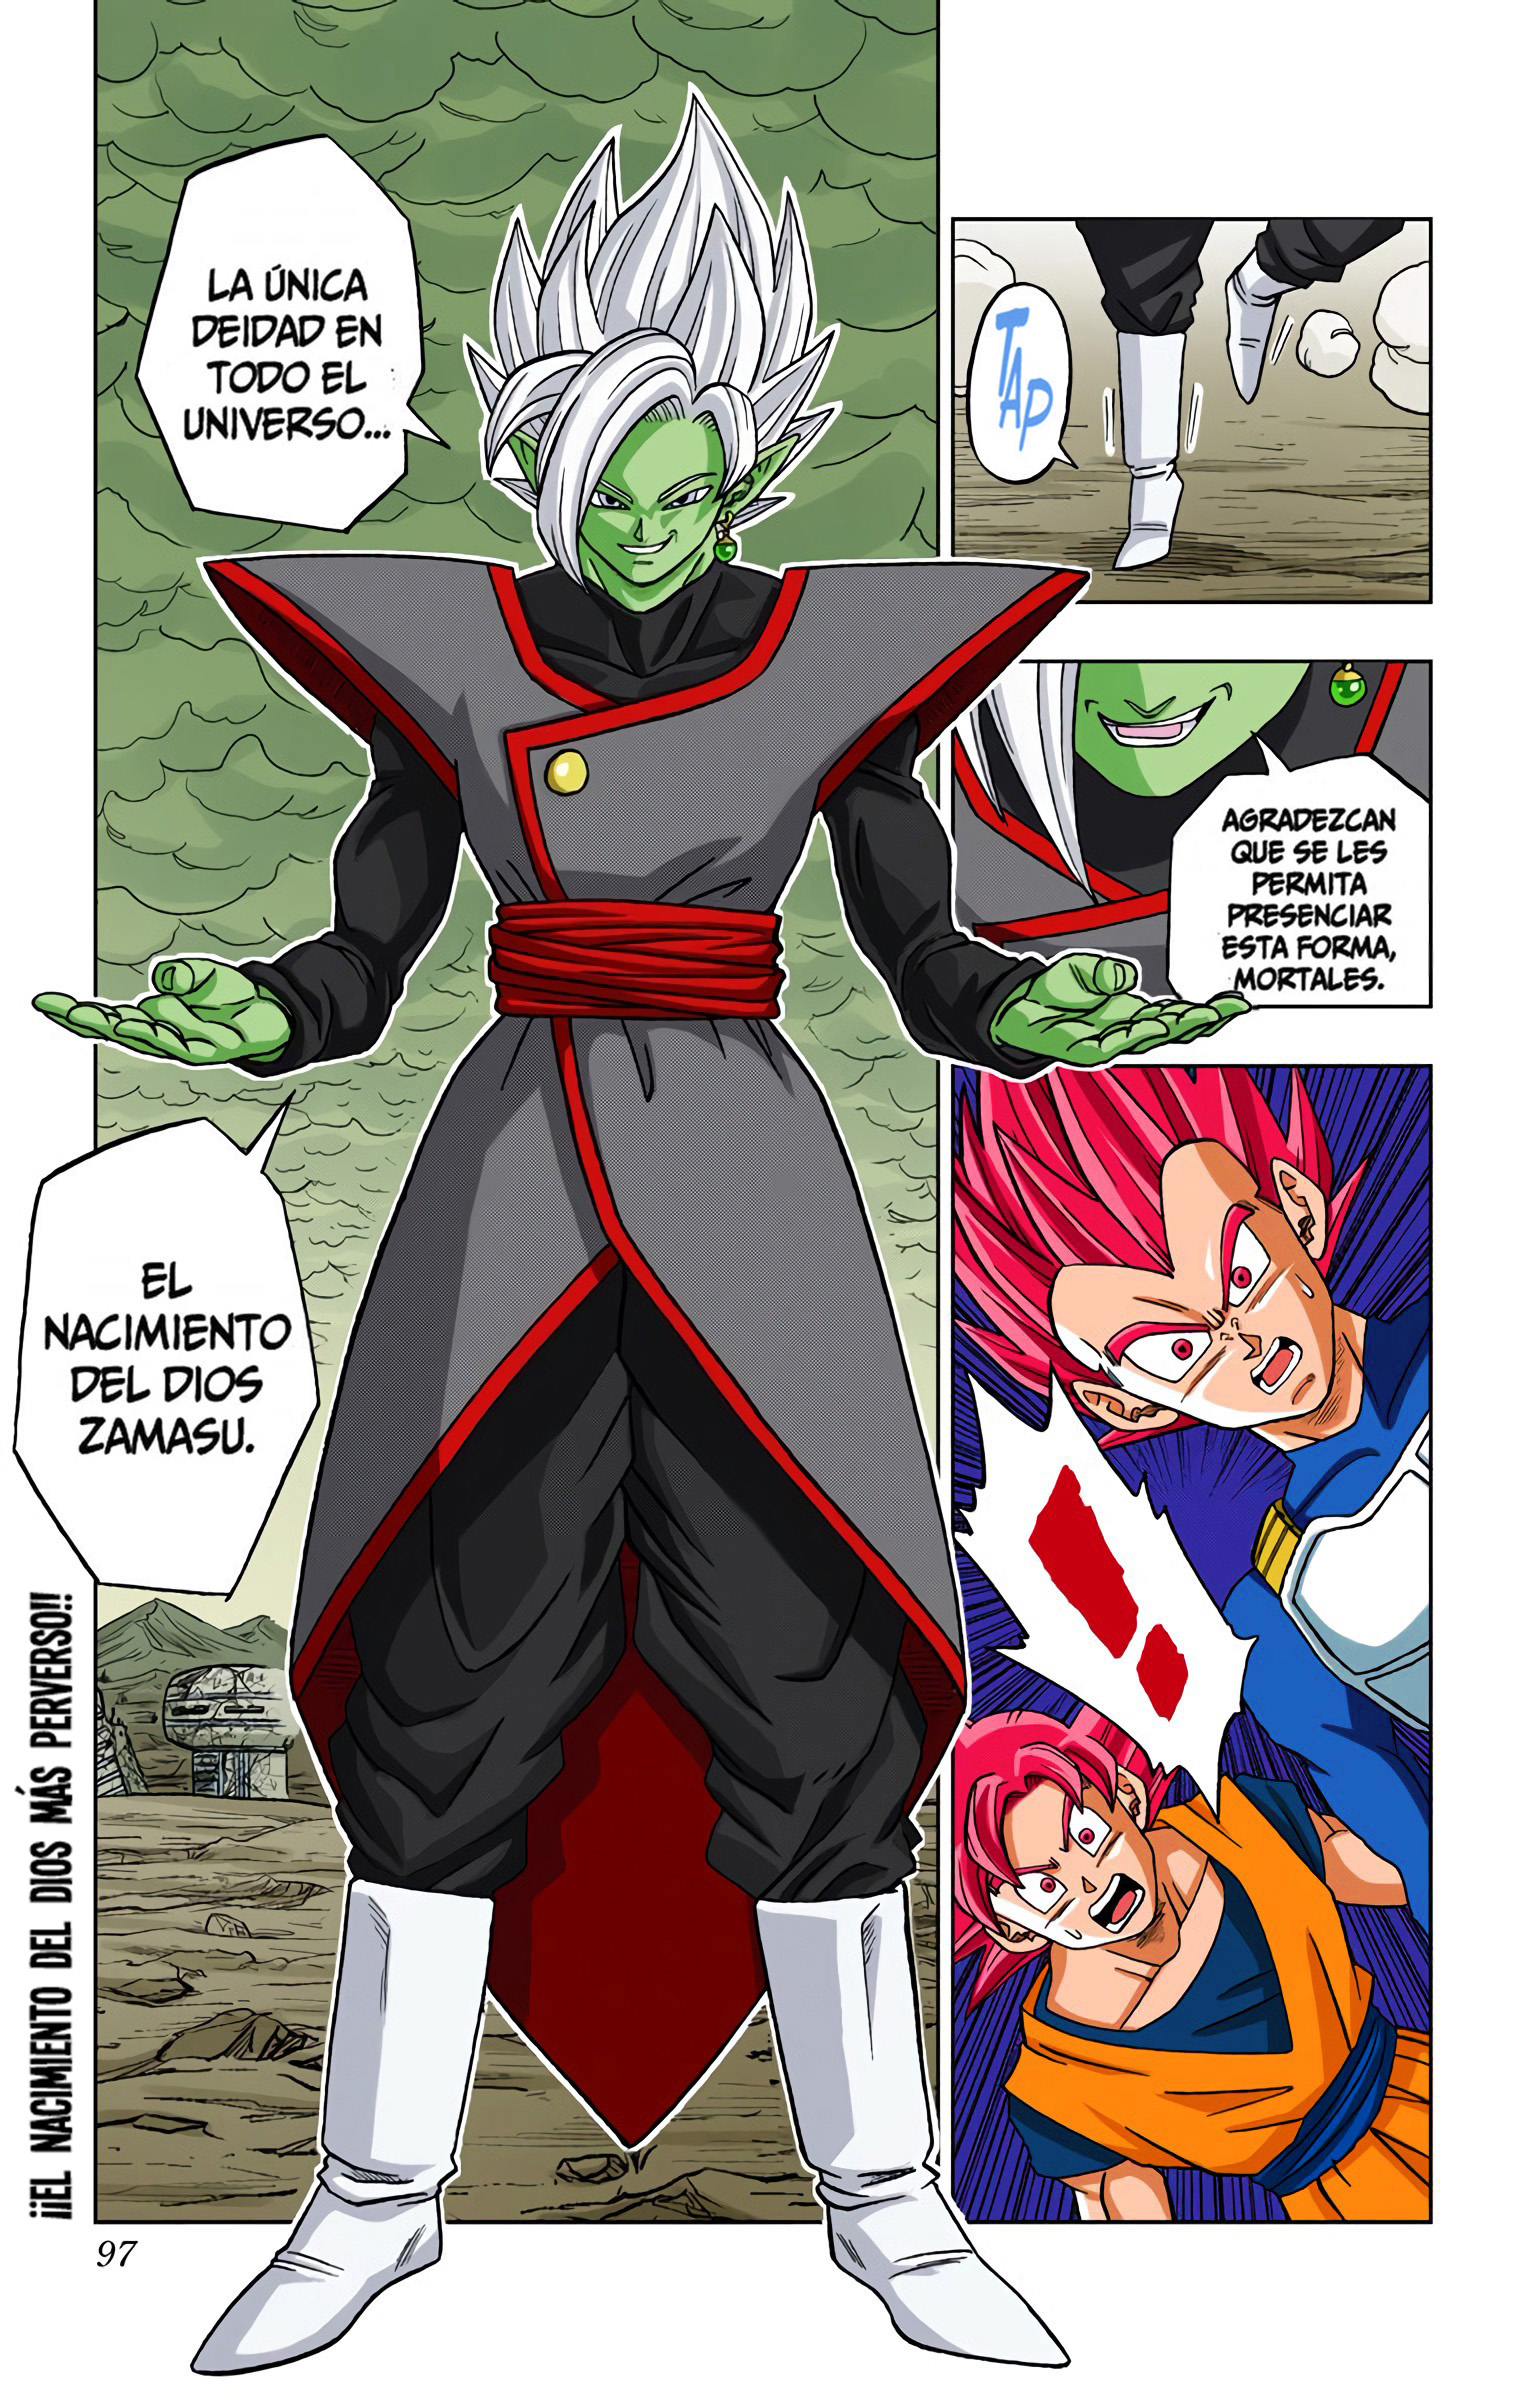 TAP
AGRADEZCAN
QUE SE LES
PERMITA
PRESENCIAR
ESTA FORMA,
MORTALES.
LA ÚNICA
DEIDAD EN
TODO EL
UNIVERSO...
EL
NACIMIENTO
DEL DIOS
ZAMASU.
¡¡EL NACIMIENTO DEL DIOS MÁS PERVERSO!!
97